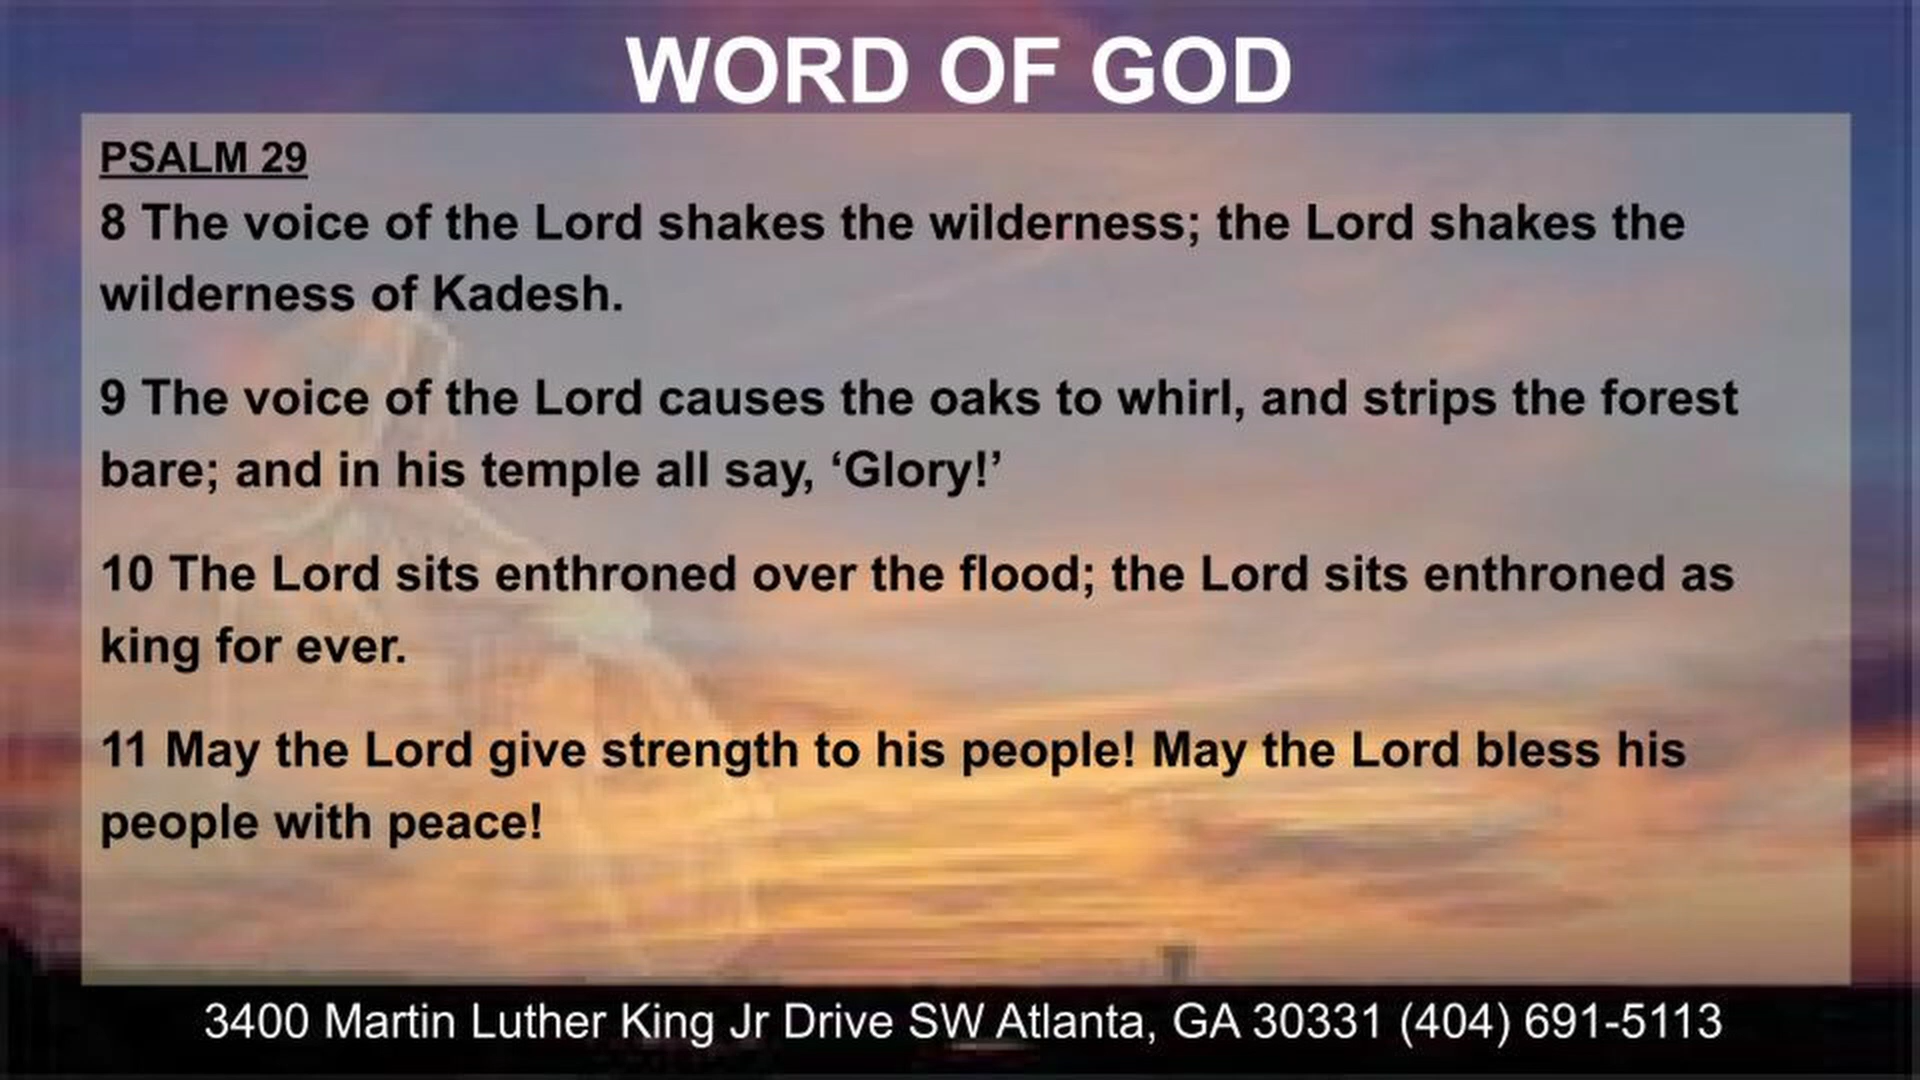 WORD OF GOD
PSALM 29
8 The voice of the Lord shakes the wilderness; the Lord shakes the
wilderness of Kadesh.
9 The voice of the Lord causes the oaks to whirl, and strips the forest
bare; and in his temple all say, ‘Glory!’
10 The Lord sits enthroned over the flood; the Lord sits enthroned as
king for ever.
11 May the Lord give strength to his people! May the Lord bless his
people with peace!
3400 Martin Luther King Jr Drive SW Atlanta, GA 30331 (404) 691-5113